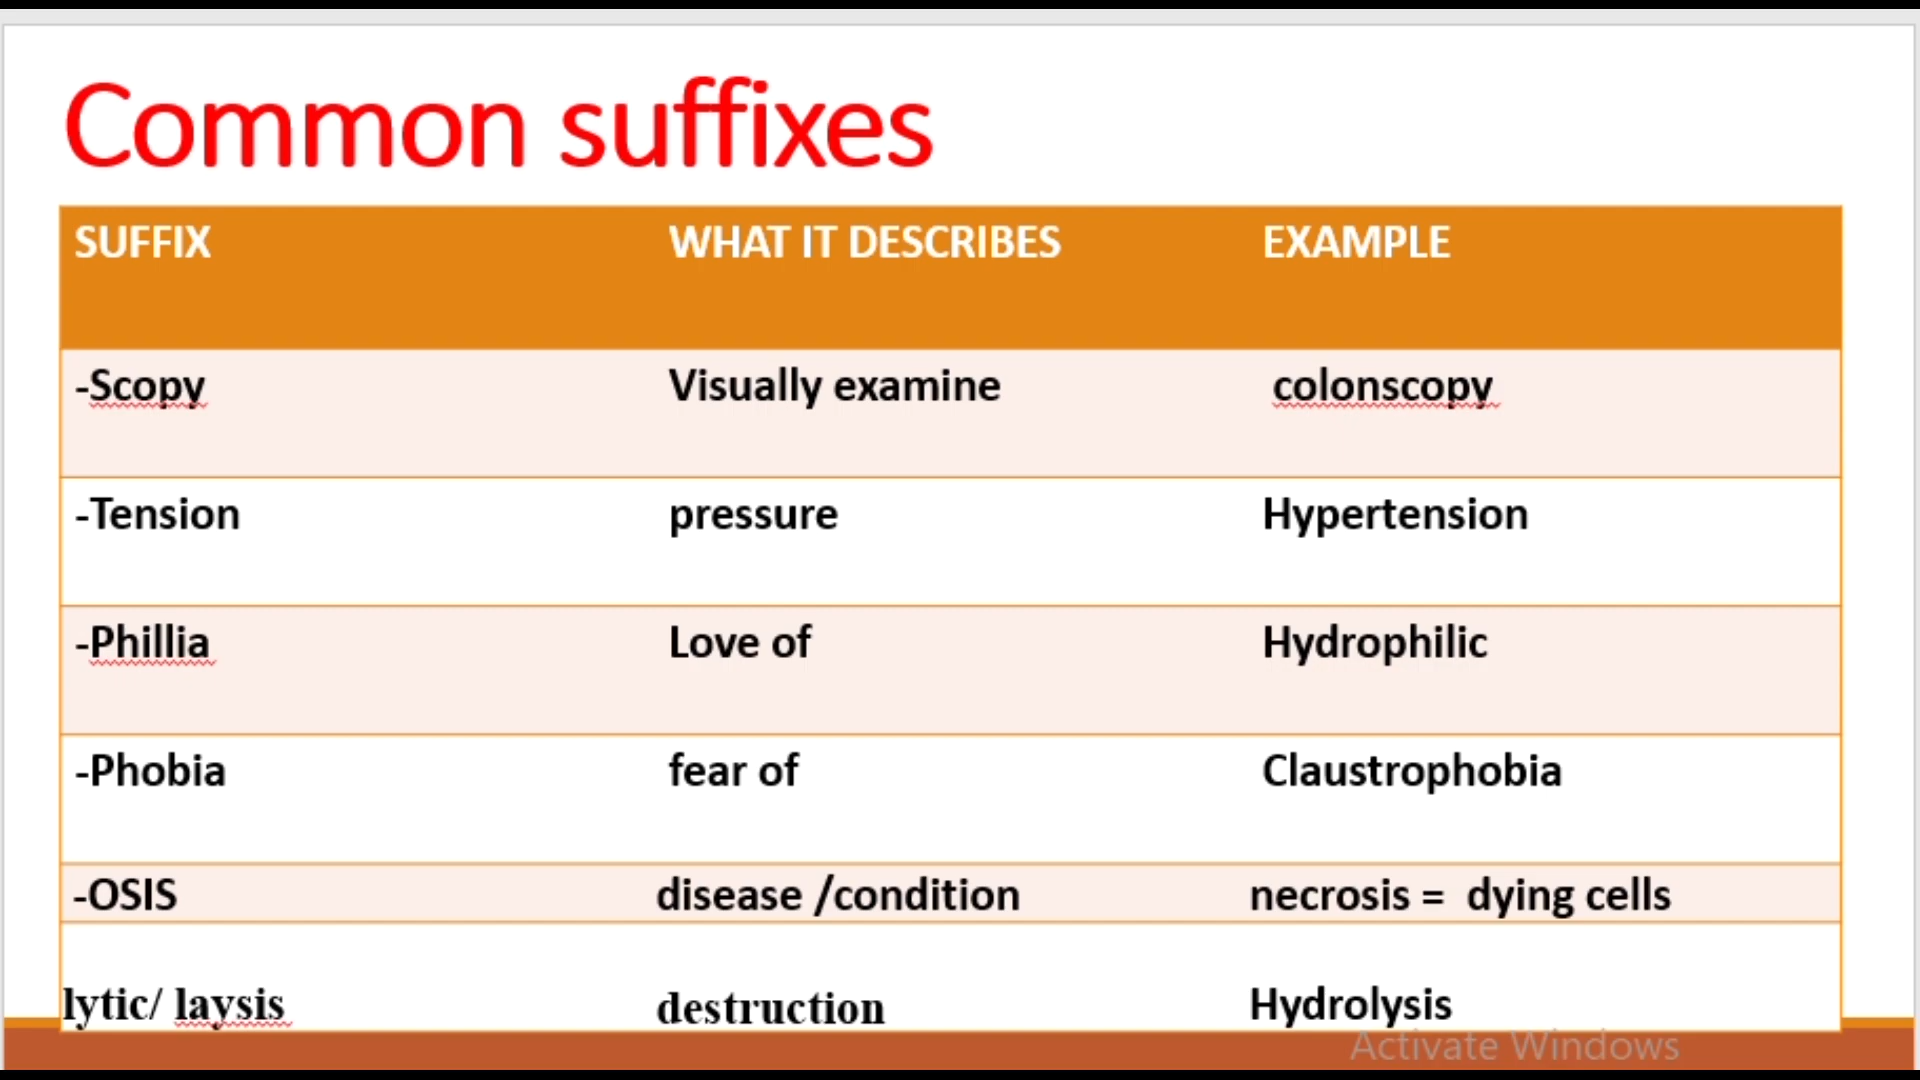 Common suffixes
SUFFIX WHAT IT DESCRIBES EXAMPLE
-Scopy Visually examine colonscopy
-Tension pressure Hypertension
-Phillia Love of Hydrophilic
-Phobia fear of Claustrophobia
-OSIS disease /condition necrosis = dying cells
lytic/ laysis destruction Hydrolysis
Activate Windows